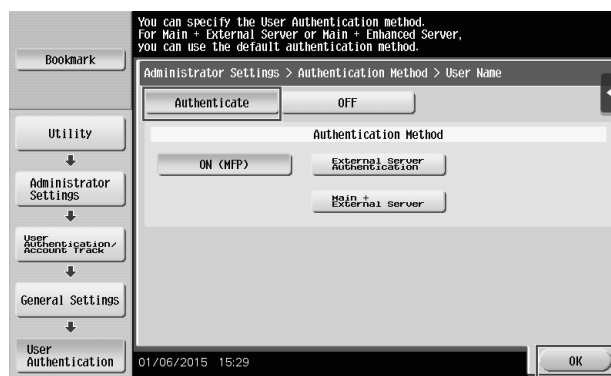 You can specify the User Authentication method.
For Main + External Server or Main + Enhanced Server,
you can use the default authentication method.
Bookmark
Administrator Settings > Authentication Method > User Name
Authenticate
OFF
Utility
Authentication Method
ON (MFP)
External Server
Authentication
Administrator
Settings
Main +
External Server
User
Authentication/
Account Track
General Settings
User
Authentication
01/06/2015 15:29
OK